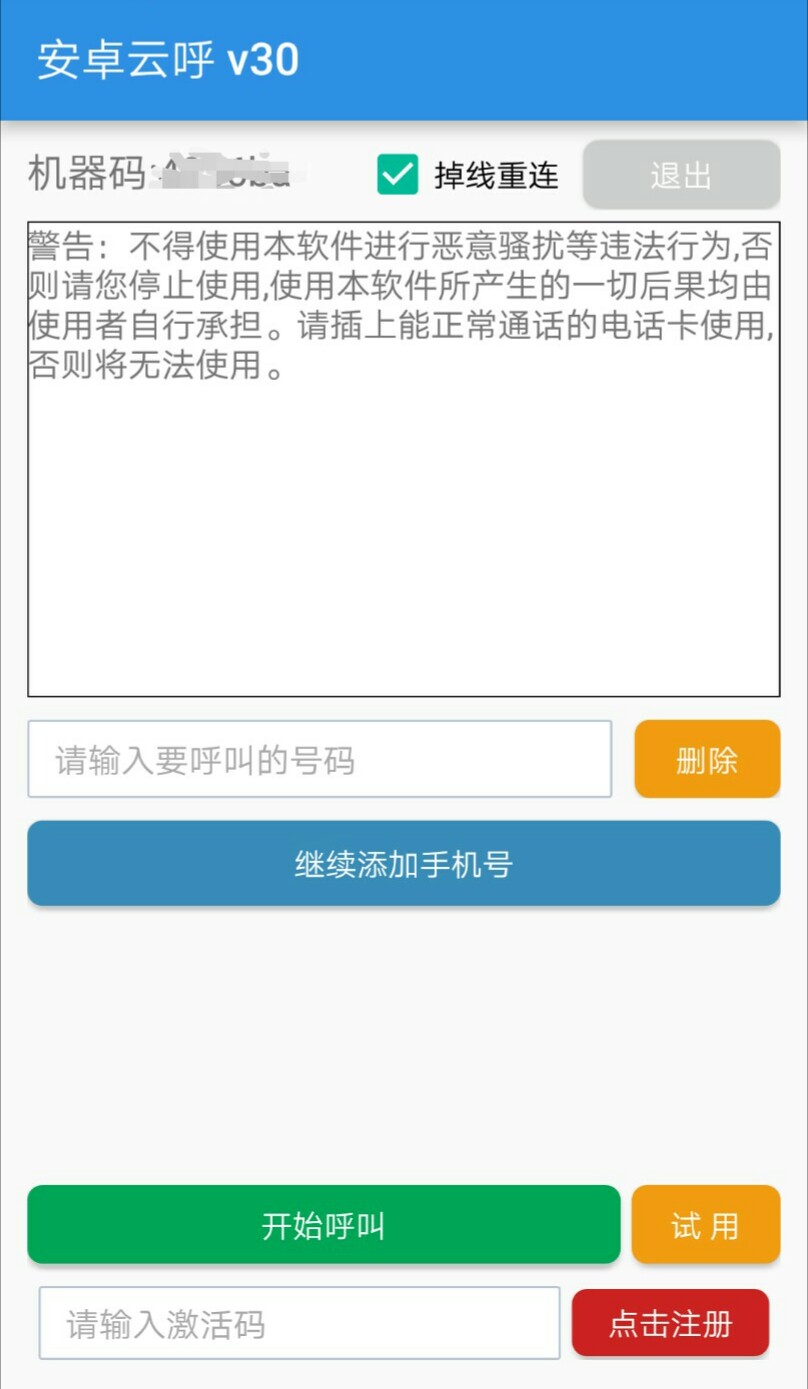 安卓云呼 v30
机器码:
掉线重连
退出
警告：不得使用本软件进行恶意骚扰等违法行为,否
则请您停止使用,使用本软件所产生的一切后果均由
使用者自行承担。请插上能正常通话的电话卡使用,
否则将无法使用。
请输入要呼叫的号码
删除
继续添加手机号
开始呼叫
试 用
请输入激活码
点击注册